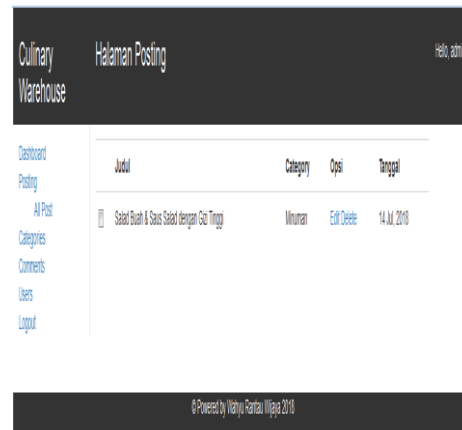 Culinary Warehouse
Halaman Posting
Hello, admi
Dashboard
Posting
All Post
Categories
Comments
Users
Logout
Judul Category Opsi Tanggal
Salad Buah & Saus Salad dengan Gizi Tinggi Minuman Edit Delete 14 Jul, 2018
© Powered by Wahyu Rantau Wijaya 2018